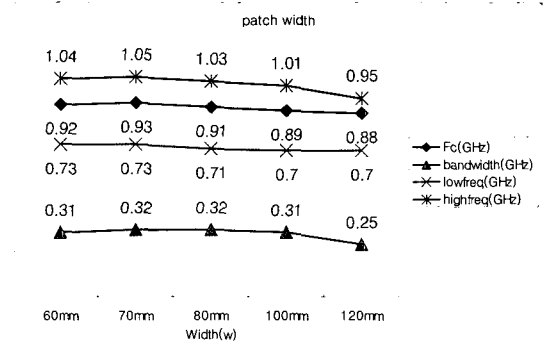 patch width
1.04 1.05 1.03 1.01 0.95
0.92 0.93 0.91 0.89 0.88
0.73 0.73 0.71 0.7 0.7
0.31 0.32 0.32 0.31 0.25
Fc(GHz)
bandwidth(GHz)
lowfreq(GHz)
highfreq(GHz)
60mm 70mm 80mm 100mm 120mm
Width(w)